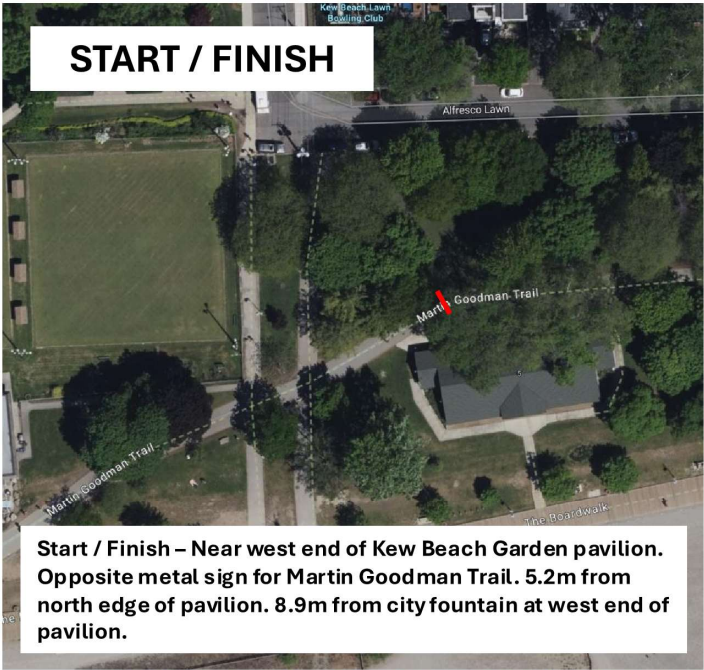 Kew Beach Lawn
Bowling Club
START / FINISH
Alfresco Lawn
Martin Goodman Trail
Martin Goodman Trail
The Boardwalk
Start / Finish – Near west end of Kew Beach Garden pavilion.
Opposite metal sign for Martin Goodman Trail. 5.2m from
north edge of pavilion. 8.9m from city fountain at west end of
pavilion.